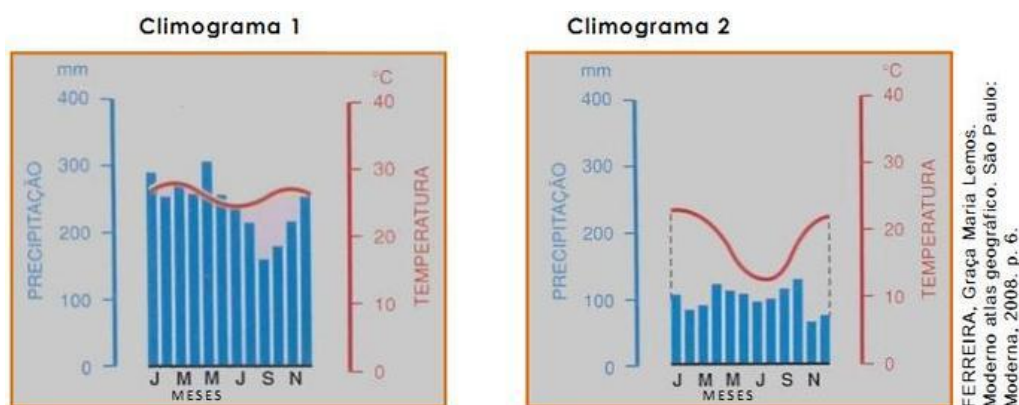 Climograma 1
mm
°C
400
300
200
100
0
PRECIPITAÇÃO
40
30
20
10
0
TEMPERATURA
J M M J S N
MESES
Climograma 2
mm
°C
400
300
200
100
0
PRECIPITAÇÃO
40
30
20
10
0
TEMPERATURA
J M M J S N
MESES
FERREIRA, Graça Maria Lemos.
Moderno atlas geográfico. São Paulo:
Moderna, 2008. p. 6.